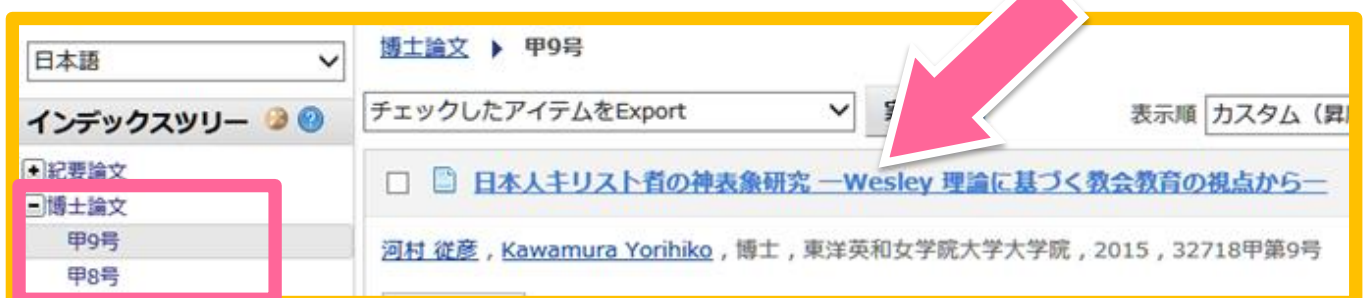 日本語
インデックスツリー
紀要論文
博士論文
甲9号
甲8号
博士論文 甲9号
チェックしたアイテムをExport
表示順 カスタム（昇
日本人キリスト者の神表象研究 ―Wesley 理論に基づく教会教育の視点から―
河村 従彦 , Kawamura Yorihiko , 博士 , 東洋英和女学院大学大学院 , 2015 , 32718甲第9号